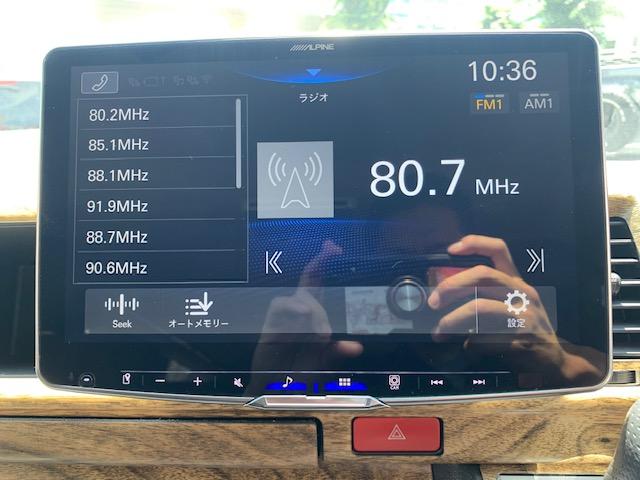 ALPINE
10:36
ラジオ
FM1 AM1
80.2MHz
85.1MHz
88.1MHz
91.9MHz
88.7MHz
90.6MHz
80.7 MHz
Seek
オートメモリー
設定
CAR